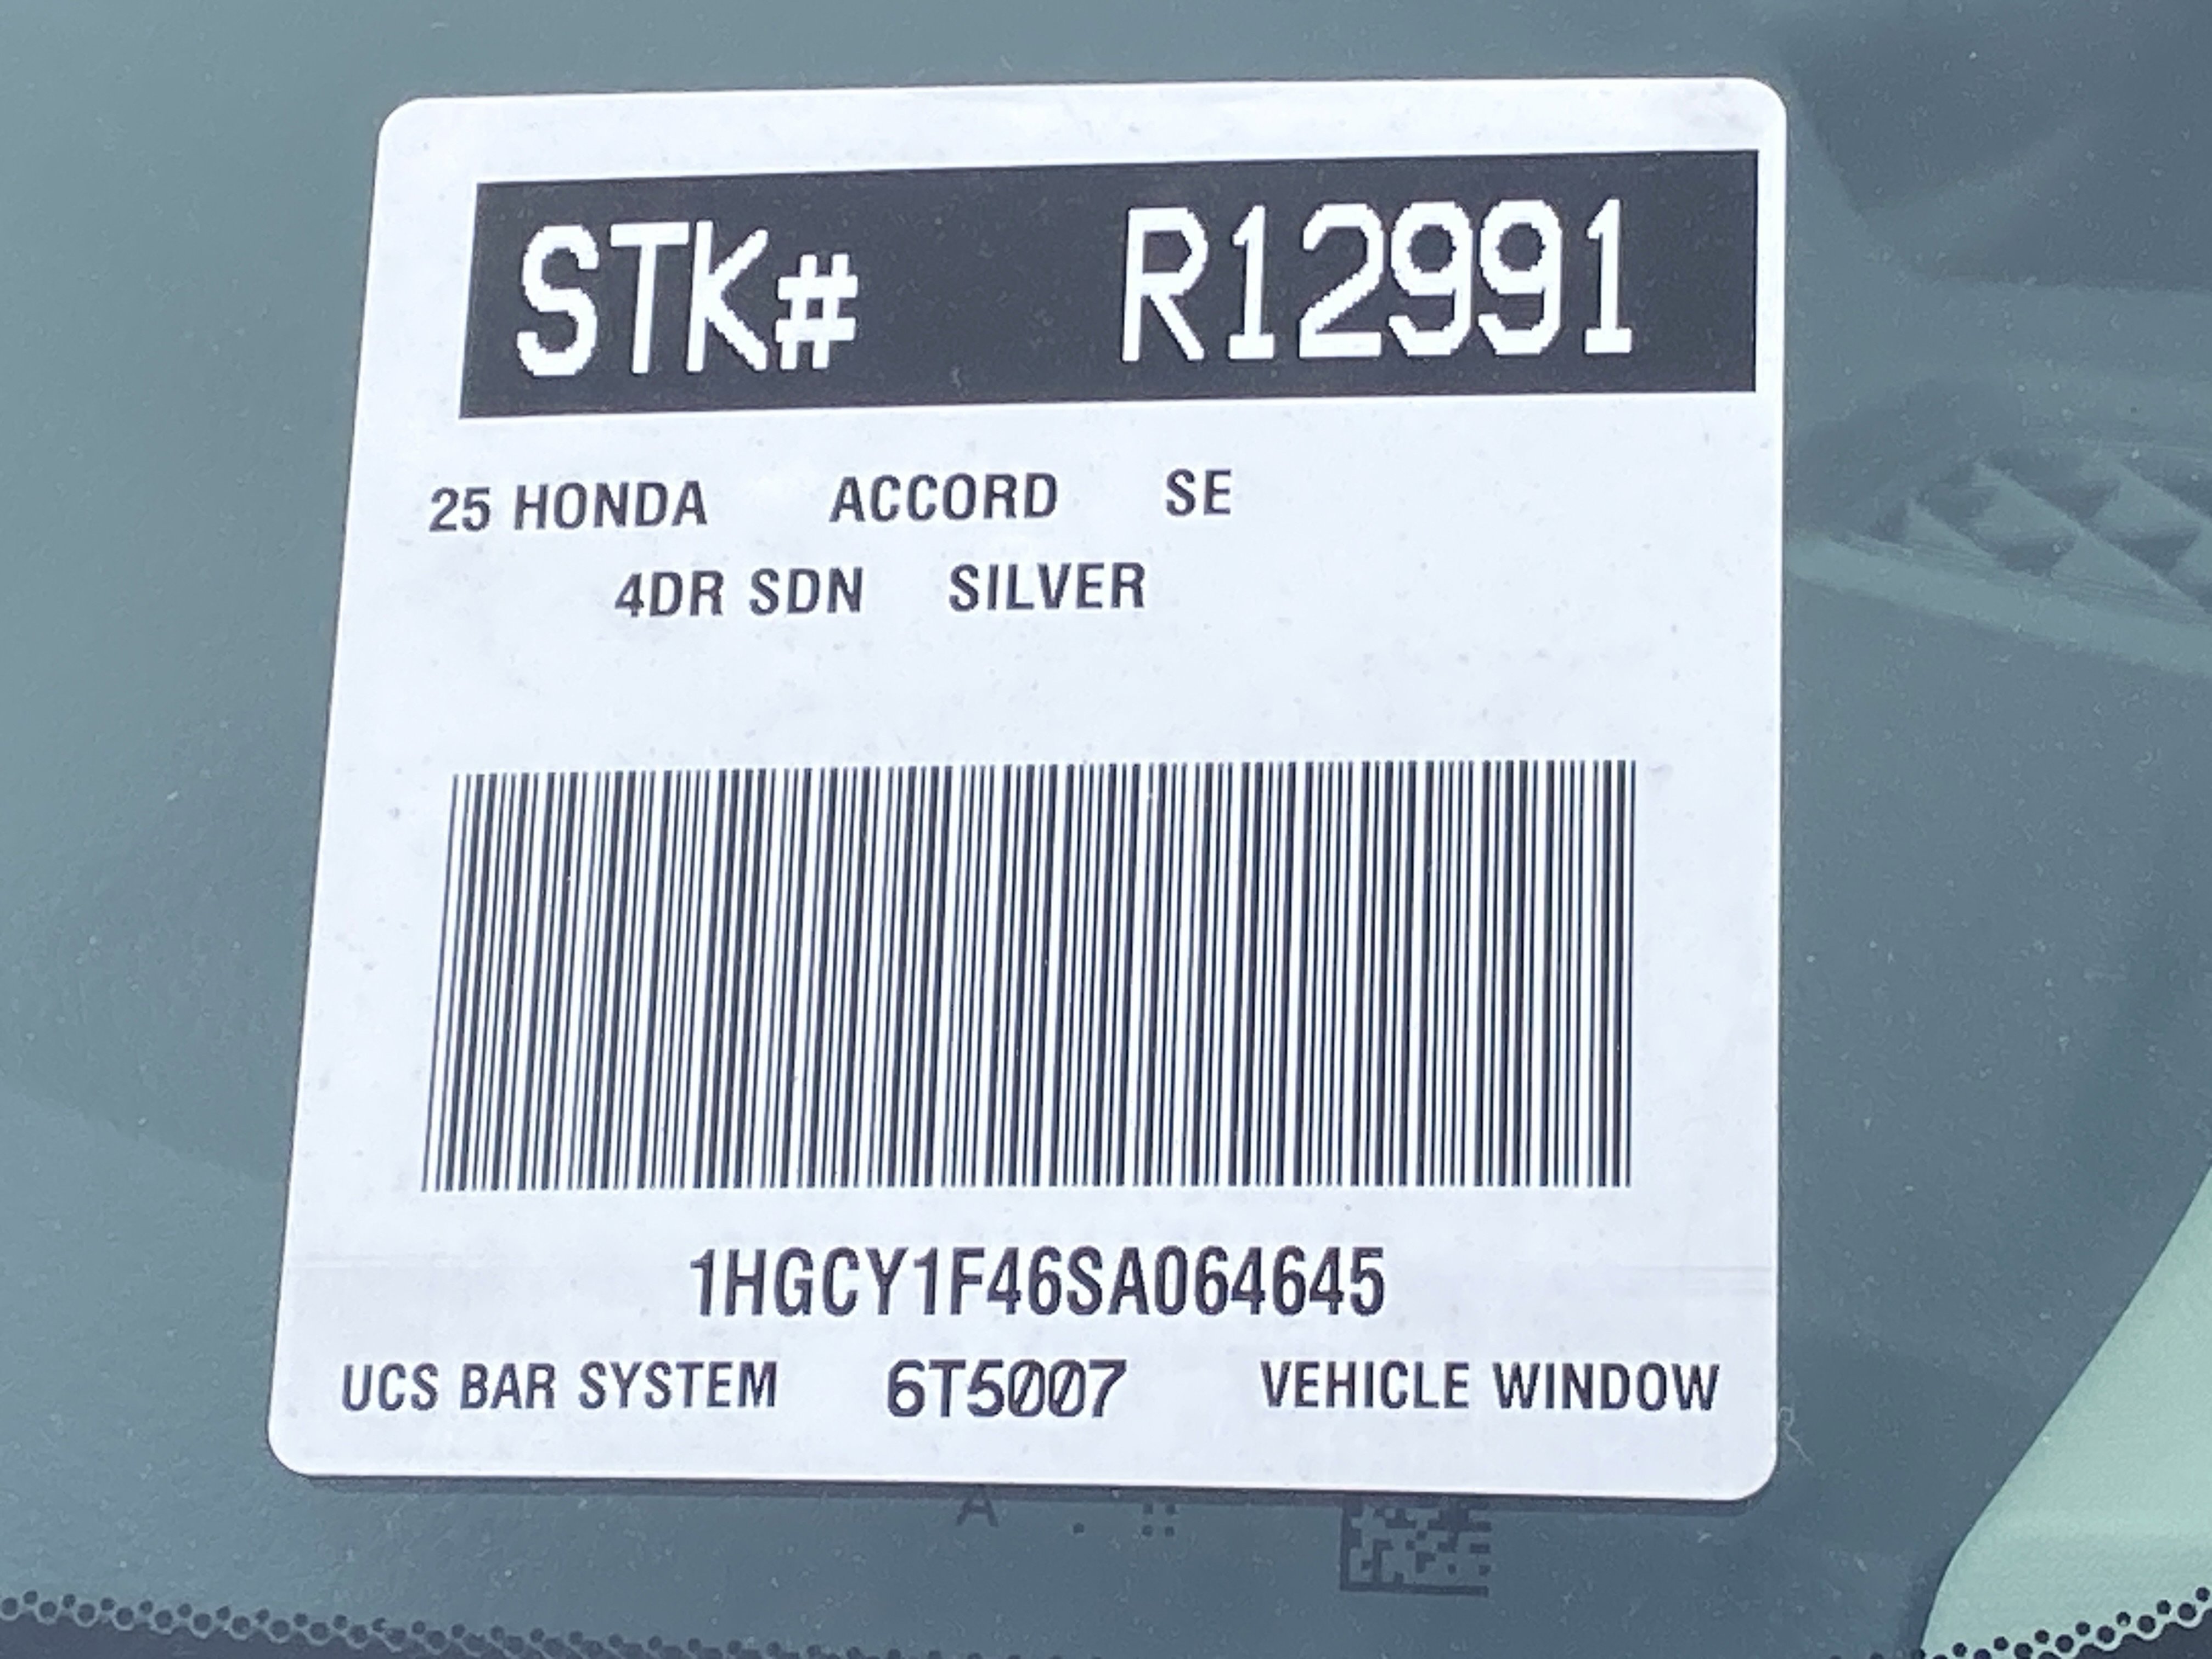 STK# R12991
25 HONDA ACCORD SE
4DR SDN SILVER
1HGCY1F46SA064645
UCS BAR SYSTEM 6T5007 VEHICLE WINDOW
A